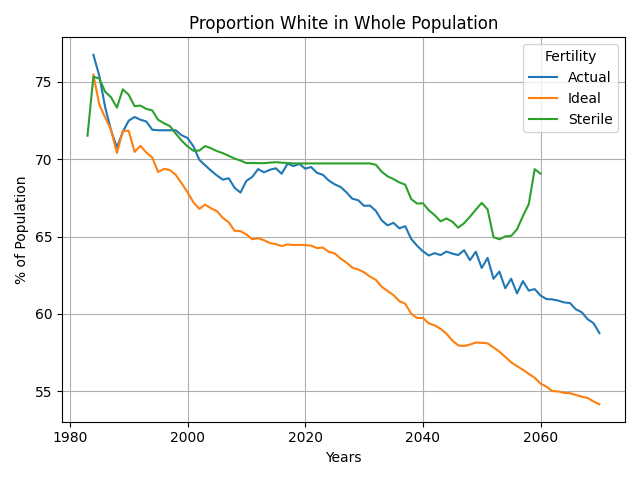 Proportion White in Whole Population
Fertility
Actual
Ideal
Sterile
% of Population
75
70
65
60
55
1980
2000
2020
2040
2060
Years